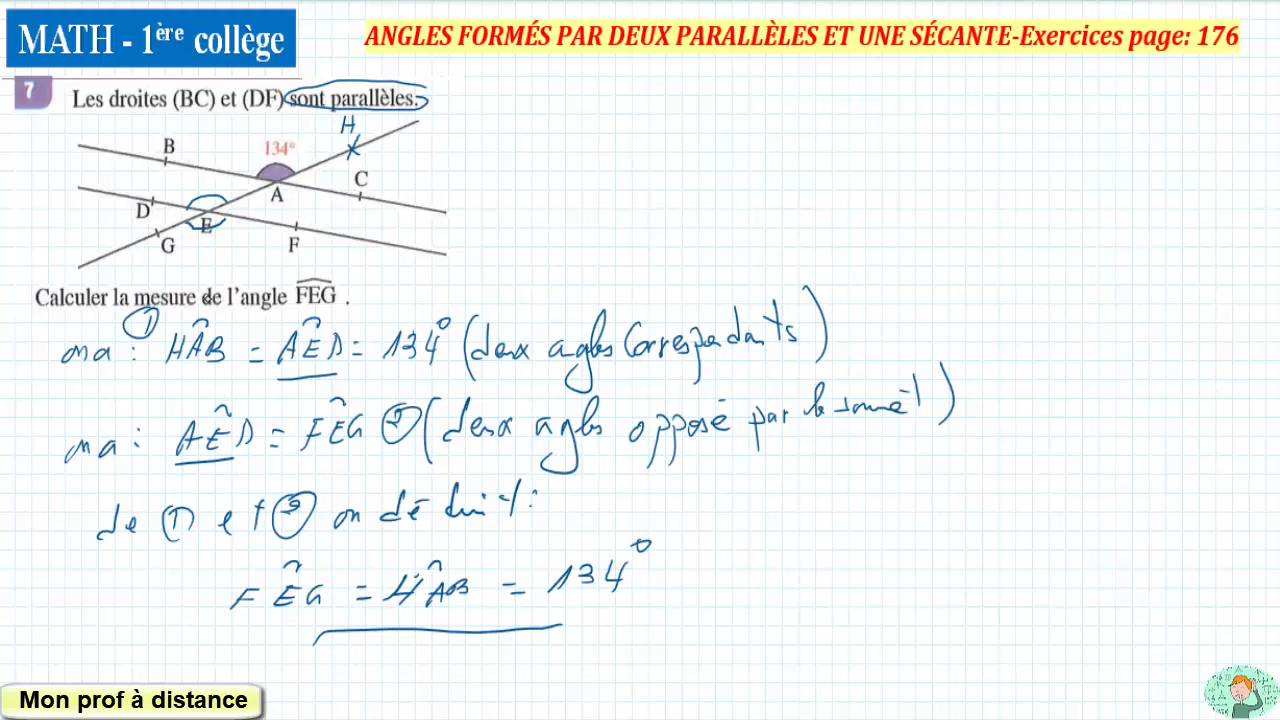 MATH - 1ère collège
ANGLES FORMÉS PAR DEUX PARALLÈLES ET UNE SÉCANTE-Exercices page: 176
7 Les droites (BC) et (DF) sont parallèles.
H
B 134°
C
A
D
E
G F
Calculer la mesure de l'angle FEG .
①
on a : HÂB = AÊD = 134° (deux angles Correspondants)
on a : AÊD = FÊG ② (deux angles opposé par le sommet)
de ① et ② on déduit :
FÊG = HÂB = 134°
Mon prof à distance